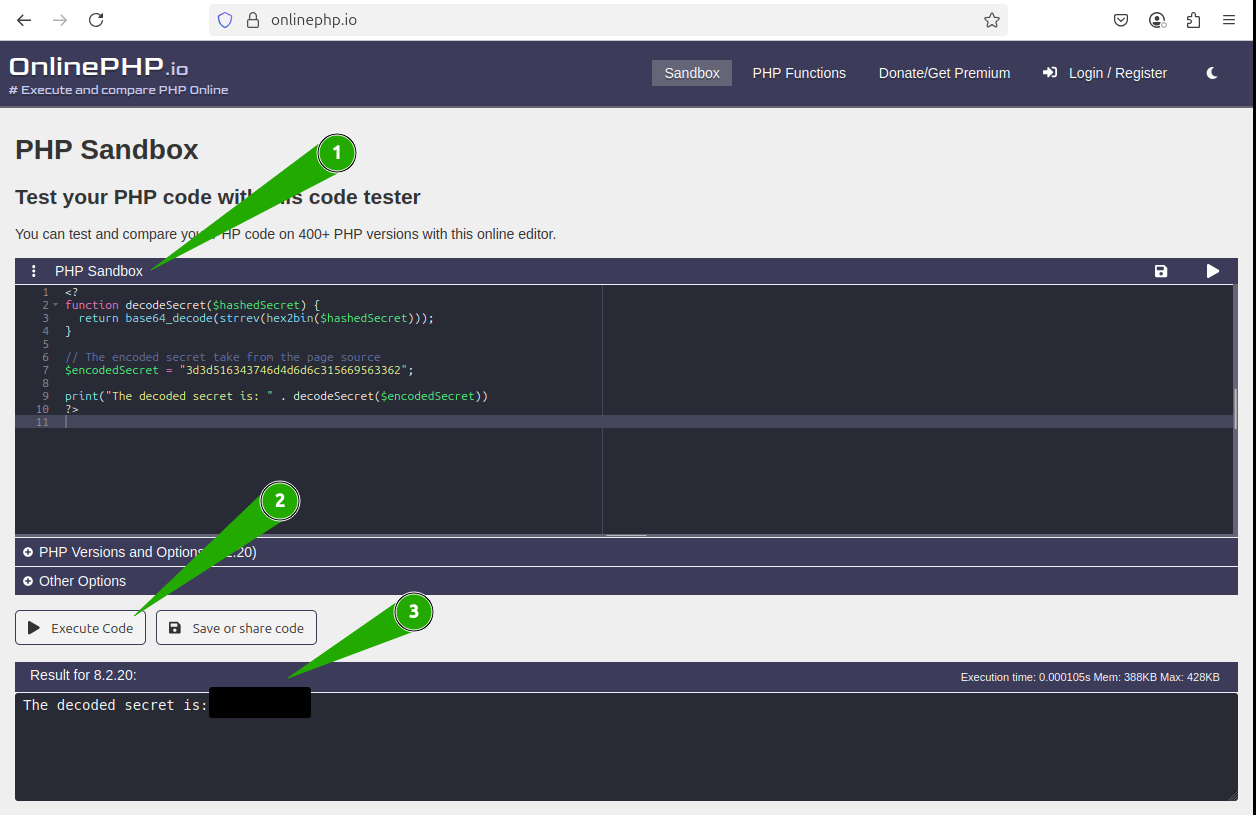 onlinephp.io
OnlinePHP.io
# Execute and compare PHP Online
Sandbox
PHP Functions
Donate/Get Premium
Login / Register
PHP Sandbox
1
Test your PHP code with this code tester
You can test and compare your PHP code on 400+ PHP versions with this online editor.
PHP Sandbox
1 <?
2 function decodeSecret($hashedSecret) {
3 return base64_decode(strrev(hex2bin($hashedSecret)));
4 }
5
6 // The encoded secret take from the page source
7 $encodedSecret = "3d3d516343746d4d6d6c315669563362";
8
9 print("The decoded secret is: " . decodeSecret($encodedSecret))
10 ?>
11
2
PHP Versions and Options 2.20)
Other Options
3
Execute Code
Save or share code
Result for 8.2.20:
Execution time: 0.000105s Mem: 388KB Max: 428KB
The decoded secret is: